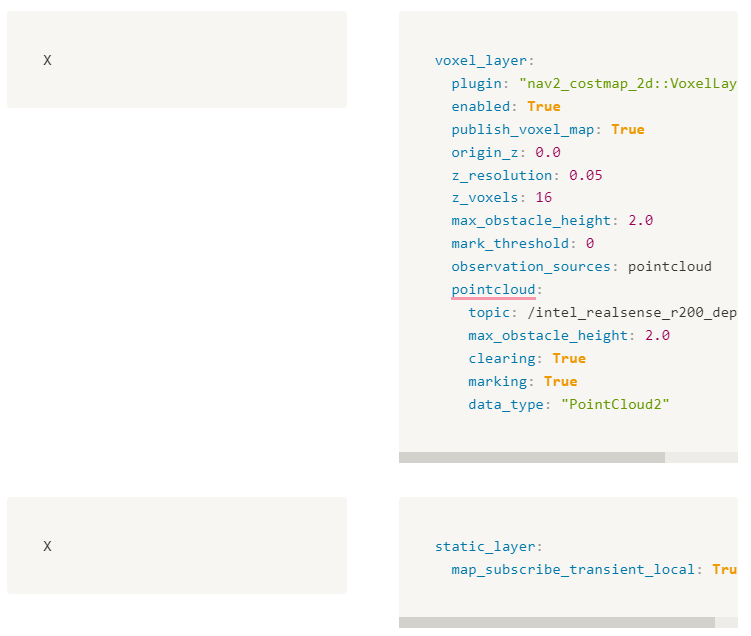 X
voxel_layer:
plugin: "nav2_costmap_2d::VoxelLay
enabled: True
publish_voxel_map: True
origin_z: 0.0
z_resolution: 0.05
z_voxels: 16
max_obstacle_height: 2.0
mark_threshold: 0
observation_sources: pointcloud
pointcloud:
topic: /intel_realsense_r200_dep
max_obstacle_height: 2.0
clearing: True
marking: True
data_type: "PointCloud2"
X
static_layer:
map_subscribe_transient_local: Tru